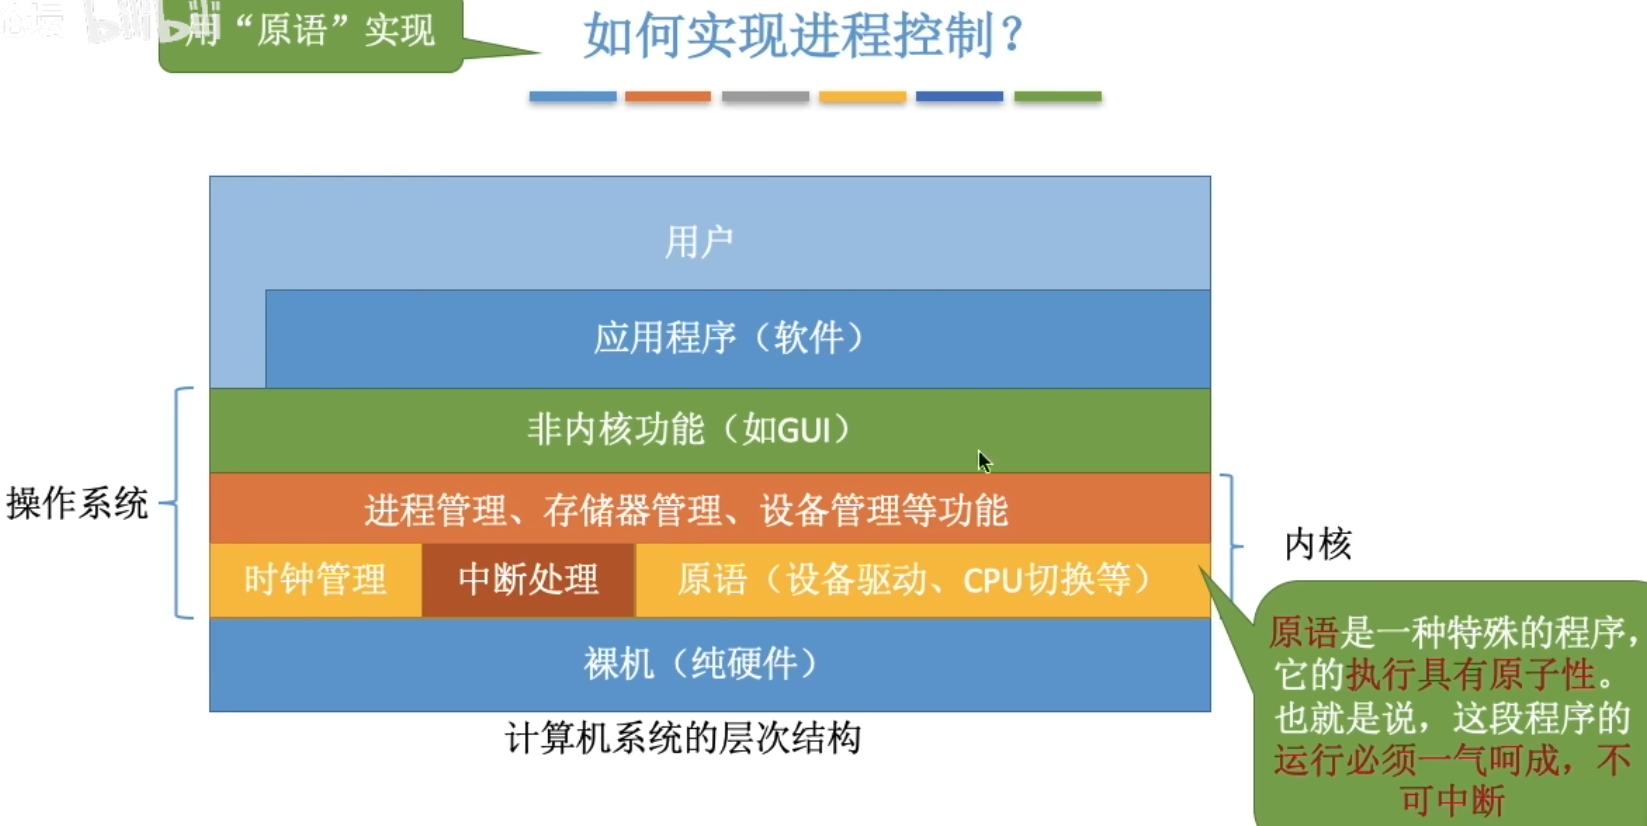 用“原语”实现
如何实现进程控制？
bilibili
用户
应用程序（软件）
非内核功能（如GUI）
操作系统
进程管理、存储器管理、设备管理等功能
内核
时钟管理
中断处理
原语（设备驱动、CPU切换等）
裸机（纯硬件）
计算机系统的层次结构
原语是一种特殊的程序，
它的执行具有原子性。
也就是说，这段程序的
运行必须一气呵成，不
可中断